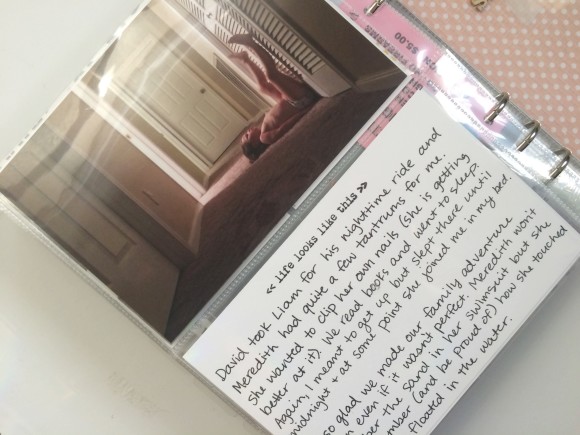 « life looks like this »
David took Liam for his nighttime ride and
Meredith had quite a few tantrums for me.
She wanted to clip her own nails (she is getting
better at it!). We read books and went to sleep.
Again, I meant to get up but slept there until
midnight + at some point she joined me in my bed.
so glad we made our family adventure
even if it wasn't perfect. Meredith won't
the sand in her swimsuit but she
(and be proud of) how she touched
floated in the water.
$5.00